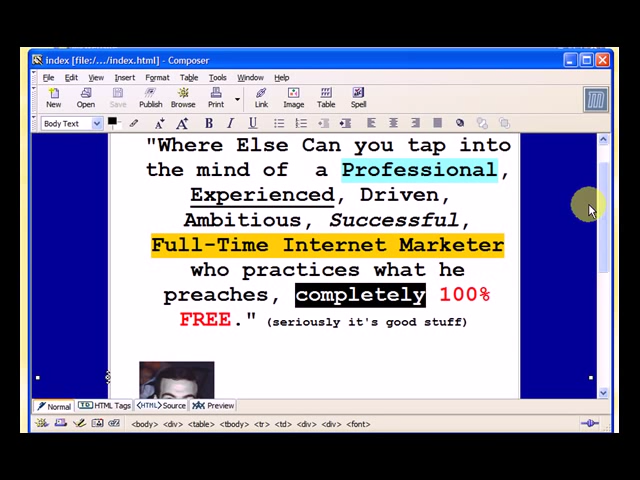 index [file:/.../index.html] - Composer
File Edit View Insert Format Table Tools Window Help
New Open Save Publish Browse Print Link Image Table Spell
Body Text
"Where Else Can you tap into
the mind of a Professional,
Experienced, Driven,
Ambitious, Successful,
Full-Time Internet Marketer
who practices what he
preaches, completely 100%
FREE." (seriously it's good stuff)
Normal HTML Tags <HTML> Source Preview
<body> <div> <table> <tbody> <tr> <td> <div> <div> <font>